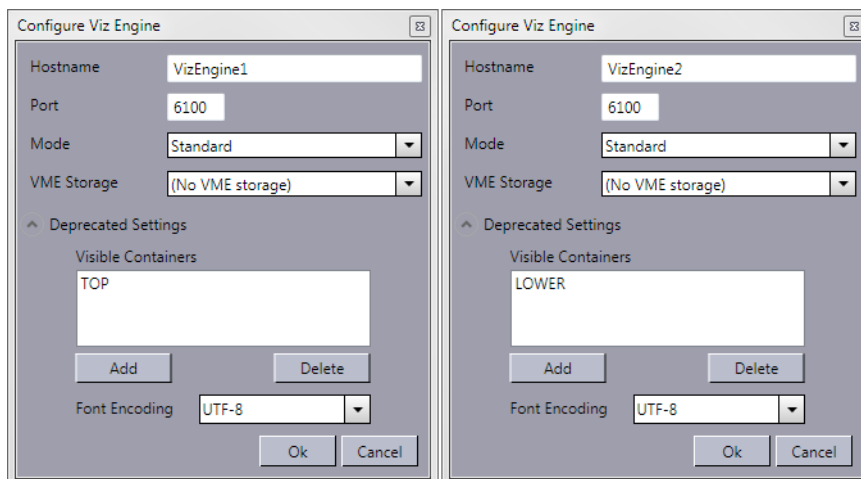 Configure Viz Engine
Hostname VizEngine1
Port 6100
Mode Standard
VME Storage (No VME storage)
Deprecated Settings
Visible Containers
TOP
Add Delete
Font Encoding UTF-8
Ok Cancel
Configure Viz Engine
Hostname VizEngine2
Port 6100
Mode Standard
VME Storage (No VME storage)
Deprecated Settings
Visible Containers
LOWER
Add Delete
Font Encoding UTF-8
Ok Cancel